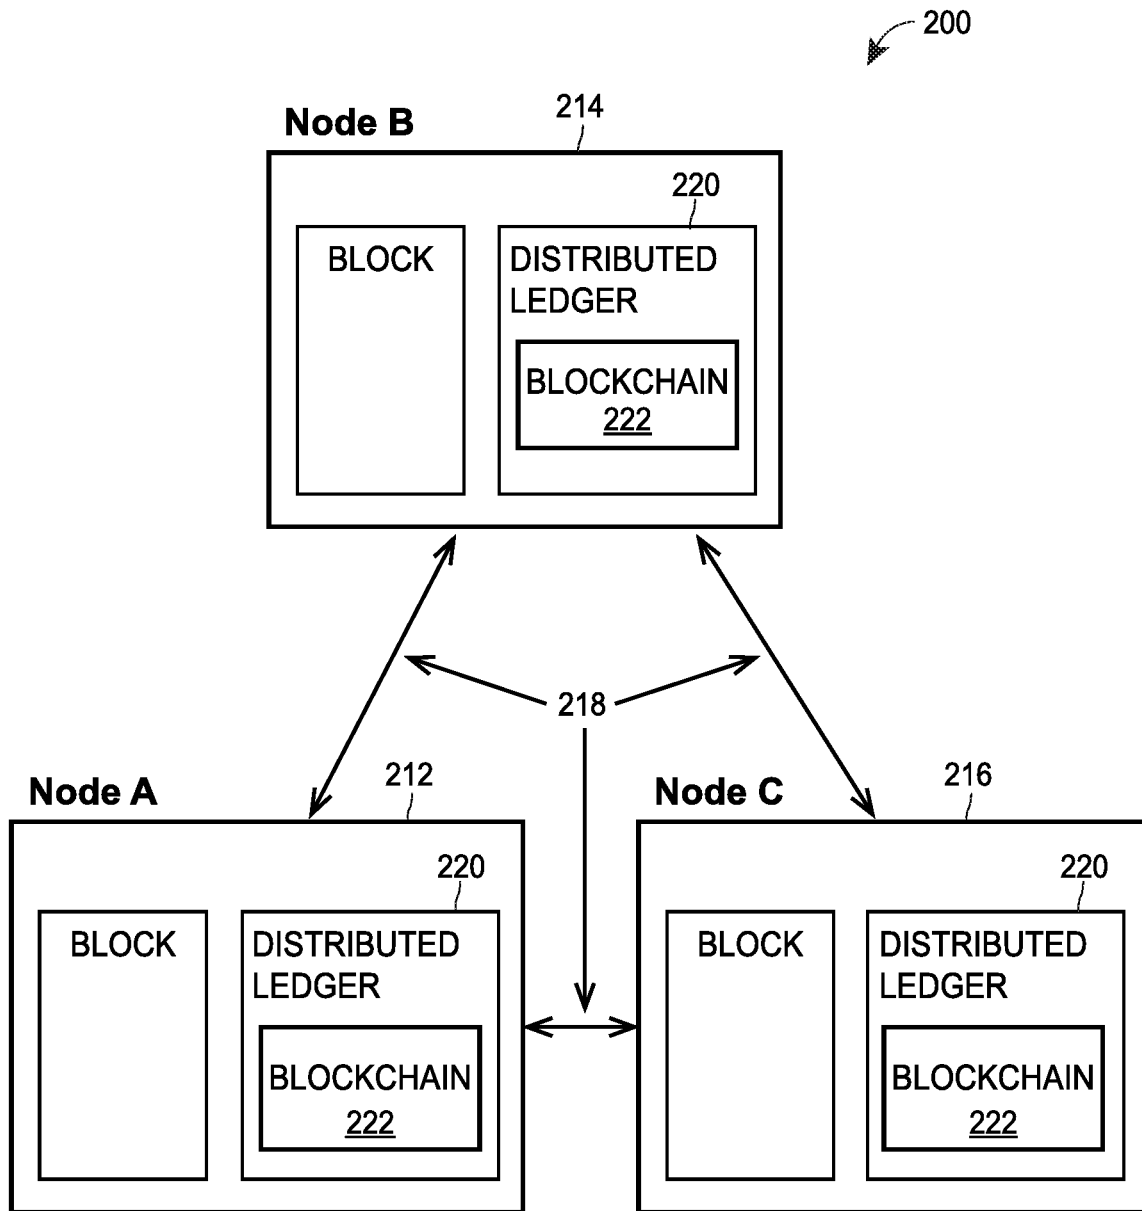 200
Node B
214
220
BLOCK
DISTRIBUTED
LEDGER
BLOCKCHAIN
222
218
Node A
212
220
BLOCK
DISTRIBUTED
LEDGER
BLOCKCHAIN
222
Node C
216
220
BLOCK
DISTRIBUTED
LEDGER
BLOCKCHAIN
222